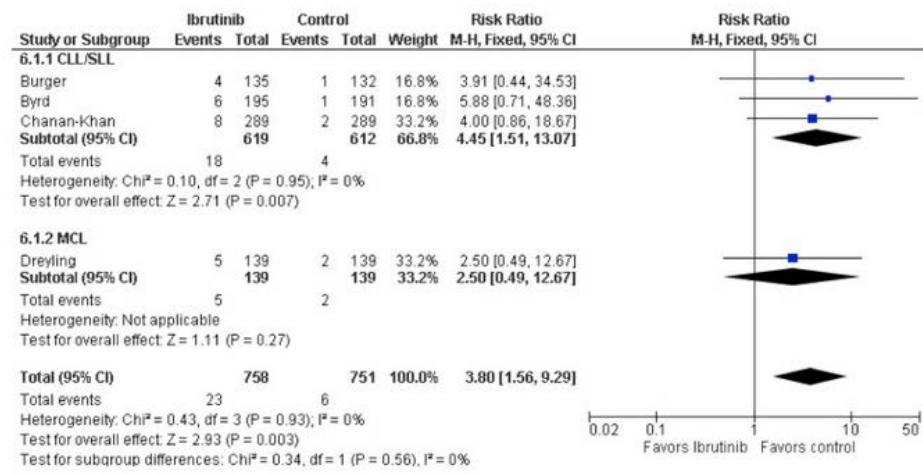 Ibrutinib Control Risk Ratio Risk Ratio
Study or Subgroup Events Total Events Total Weight M-H, Fixed, 95% CI M-H, Fixed, 95% CI
6.1.1 CLL/SLL
Burger 4 135 1 132 16.8% 3.91 [0.44, 34.53]
Byrd 6 195 1 191 16.8% 5.88 [0.71, 48.36]
Chanan-Khan 8 289 2 289 33.2% 4.00 [0.86, 18.67]
Subtotal (95% CI) 619 612 66.8% 4.45 [1.51, 13.07]
Total events 18 4
Heterogeneity: Chi² = 0.10, df = 2 (P = 0.95); I² = 0%
Test for overall effect: Z = 2.71 (P = 0.007)
6.1.2 MCL
Dreyling 5 139 2 139 33.2% 2.50 [0.49, 12.67]
Subtotal (95% CI) 139 139 33.2% 2.50 [0.49, 12.67]
Total events 5 2
Heterogeneity: Not applicable
Test for overall effect: Z = 1.11 (P = 0.27)
Total (95% CI) 758 751 100.0% 3.80 [1.56, 9.29]
Total events 23 6
Heterogeneity: Chi² = 0.43, df = 3 (P = 0.93); I² = 0%
Test for overall effect: Z = 2.93 (P = 0.003)
Test for subgroup differences: Chi² = 0.34, df = 1 (P = 0.56), I² = 0%
0.02 0.1 1 10 50
Favors Ibrutinib Favors control